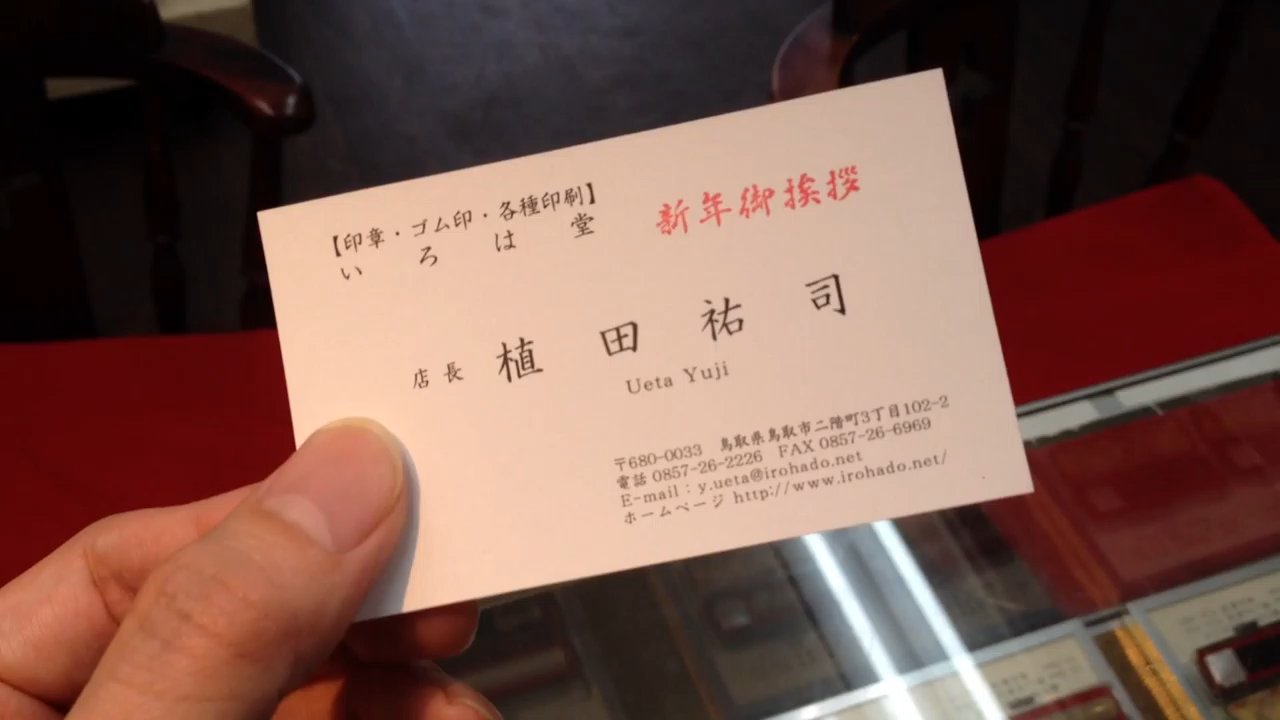 【印章・ゴム印・各種印刷】
いろは堂
新年御挨拶
店長 植田祐司
Ueta Yuji
〒680-0033 鳥取県鳥取市二階町3丁目102-2
電話 0857-26-2226 FAX 0857-26-6969
E-mail : y.ueta@irohado.net
ホームページ http://www.irohado.net/